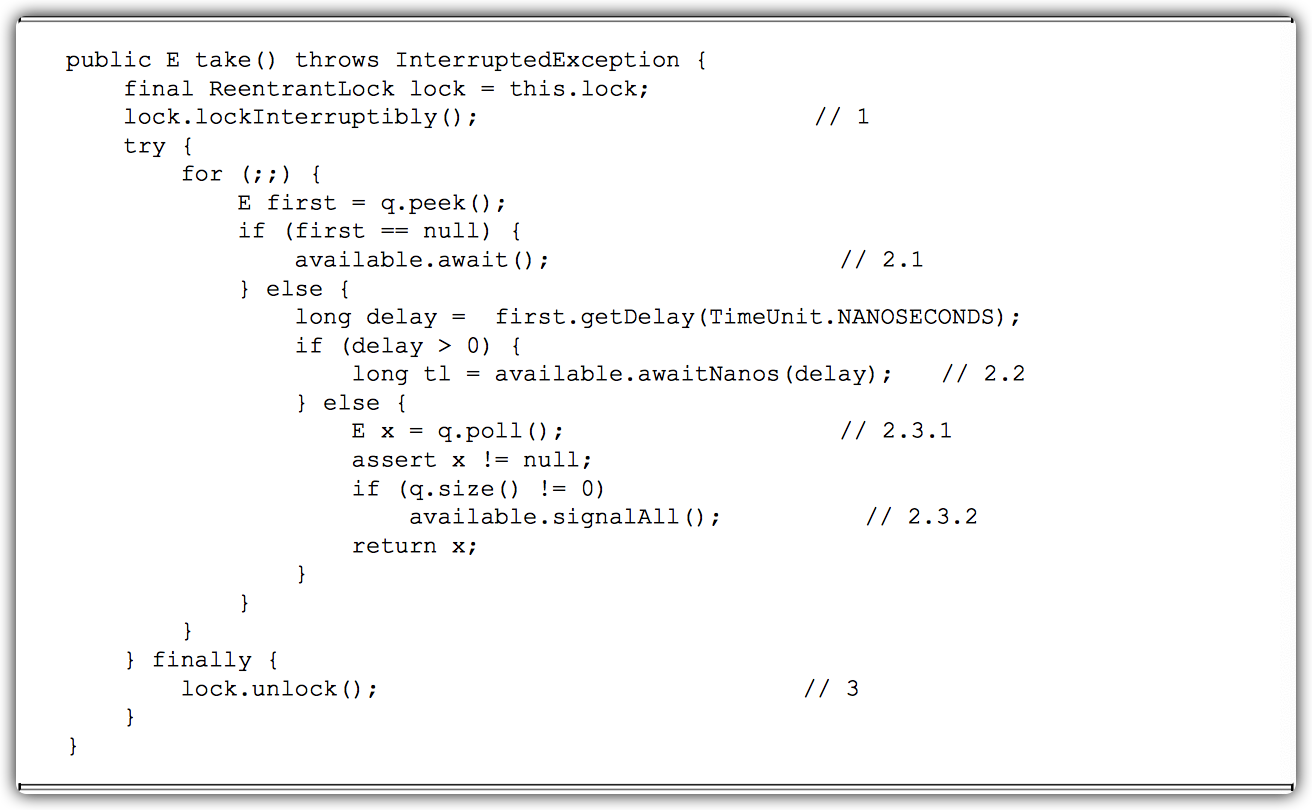 public E take() throws InterruptedException {
    final ReentrantLock lock = this.lock;
    lock.lockInterruptibly();                        // 1
    try {
        for (;;) {
            E first = q.peek();
            if (first == null) {
                available.await();                     // 2.1
            } else {
                long delay =  first.getDelay(TimeUnit.NANOSECONDS);
                if (delay > 0) {
                    long tl = available.awaitNanos(delay);    // 2.2
                } else {
                    E x = q.poll();                    // 2.3.1
                    assert x != null;
                    if (q.size() != 0)
                        available.signalAll();          // 2.3.2
                    return x;
                }
            }
        }
    } finally {
        lock.unlock();                              // 3
    }
}